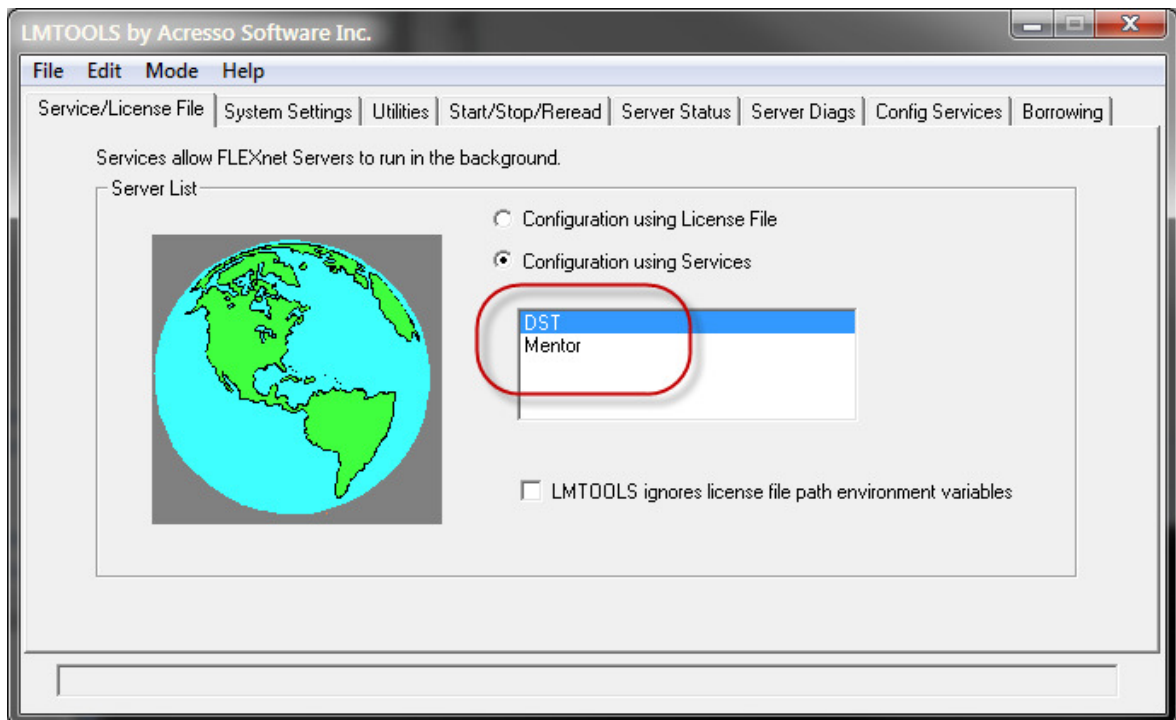 LMTOOLS by Acresso Software Inc.
File Edit Mode Help
Service/License File System Settings Utilities Start/Stop/Reread Server Status Server Diags Config Services Borrowing
Services allow FLEXnet Servers to run in the background.
Server List
Configuration using License File
Configuration using Services
DST
Mentor
LMTOOLS ignores license file path environment variables